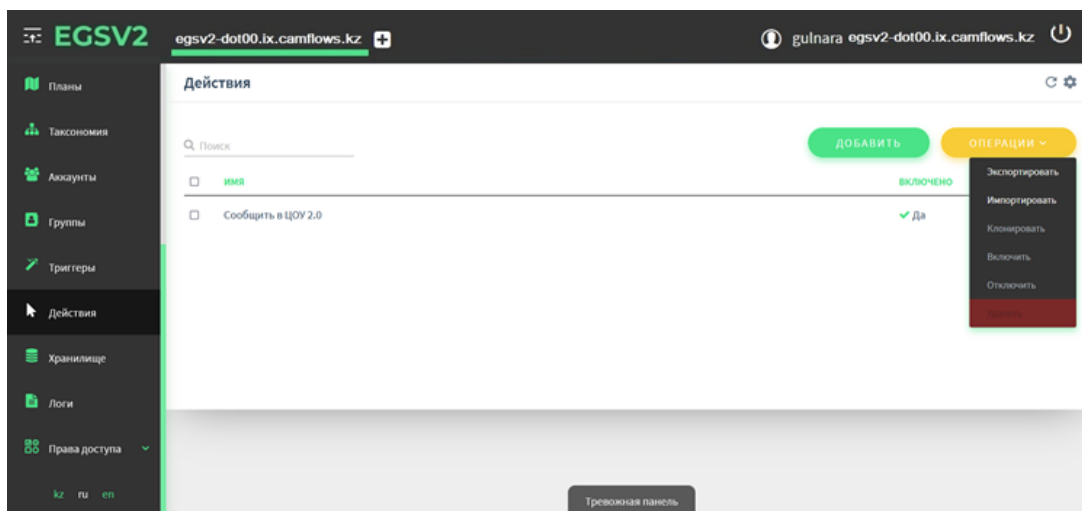 EGSV2
egsv2-dot00.ix.camflows.kz
gulnara egsv2-dot00.ix.camflows.kz
Планы
Таксономия
Аккаунты
Группы
Триггеры
Действия
Хранилище
Логи
Права доступа
kz ru en
Действия
Поиск
ДОБАВИТЬ
ОПЕРАЦИИ
ИМЯ
ВКЛЮЧЕНО
Сообщить в ЦОУ 2.0
Да
Экспортировать
Импортировать
Клонировать
Включить
Отключить
Удалить
Тревожная панель